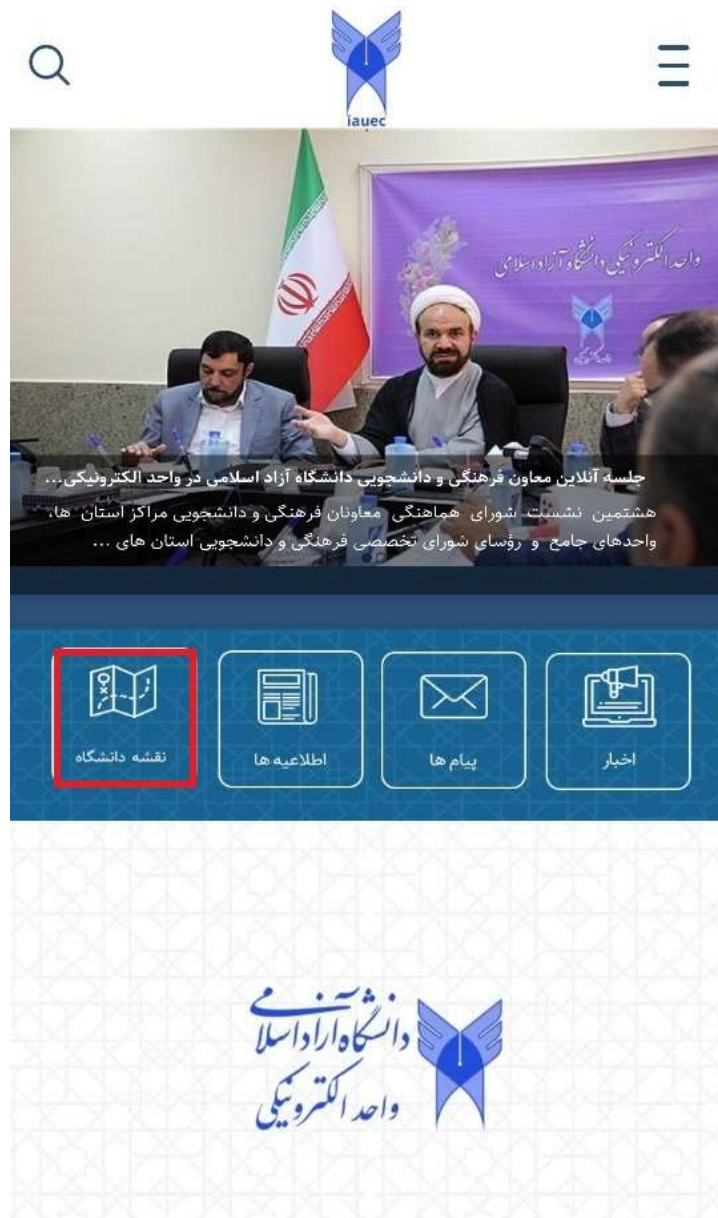 iauec
واحد الکترونیکی دانشگاه آزاد اسلامی
جلسه آنلاین معاون فرهنگی و دانشجویی دانشگاه آزاد اسلامی در واحد الکترونیکی...
هشتمین نشست شورای هماهنگی معاونان فرهنگی و دانشجویی مراکز استان ها،
واحدهای جامع و رؤسای شورای تخصصی فرهنگی و دانشجویی استان های ...
اخبار
پیام ها
اطلاعیه ها
نقشه دانشگاه
دانشگاه آزاد اسلامی
واحد الکترونیکی